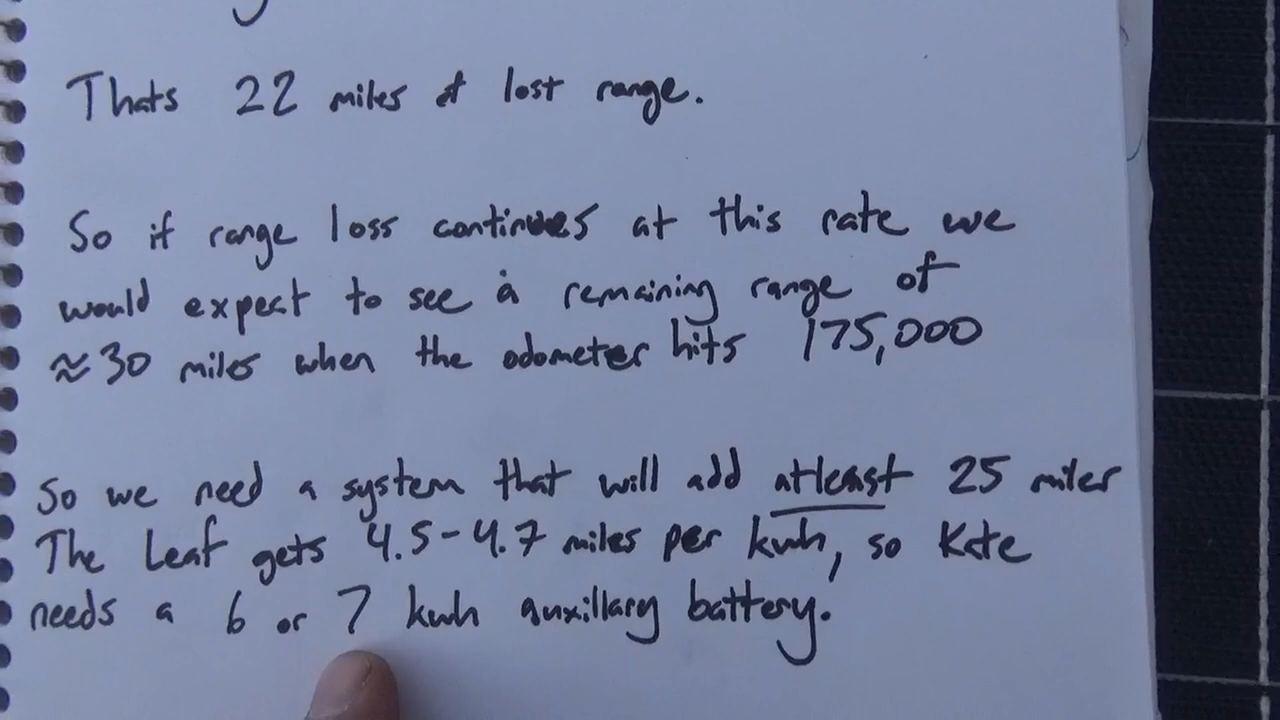 Thats 22 miles of lost range.
So if range loss continues at this rate we
would expect to see a remaining range of
≈30 miles when the odometer hits 175,000
So we need a system that will add atleast 25 miles
The Leaf gets 4.5-4.7 miles per kwh, so Kate
needs a 6 or 7 kwh auxillary battery.